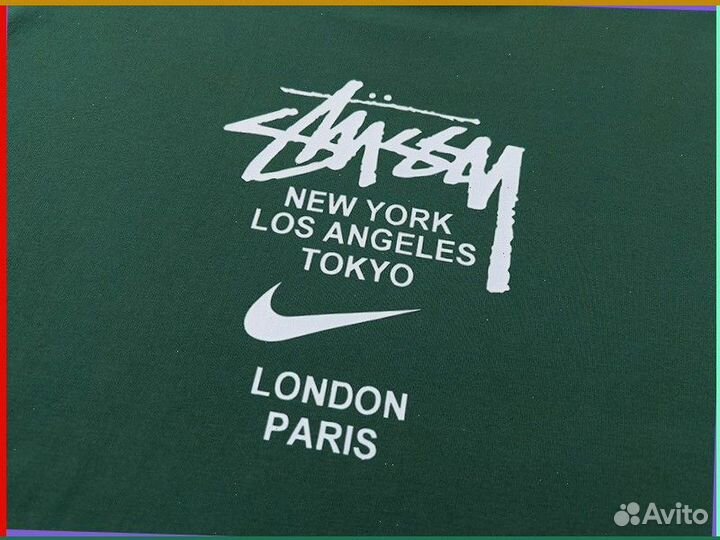 STÜSSY
NEW YORK
LOS ANGELES
TOKYO
LONDON
PARIS
Avito